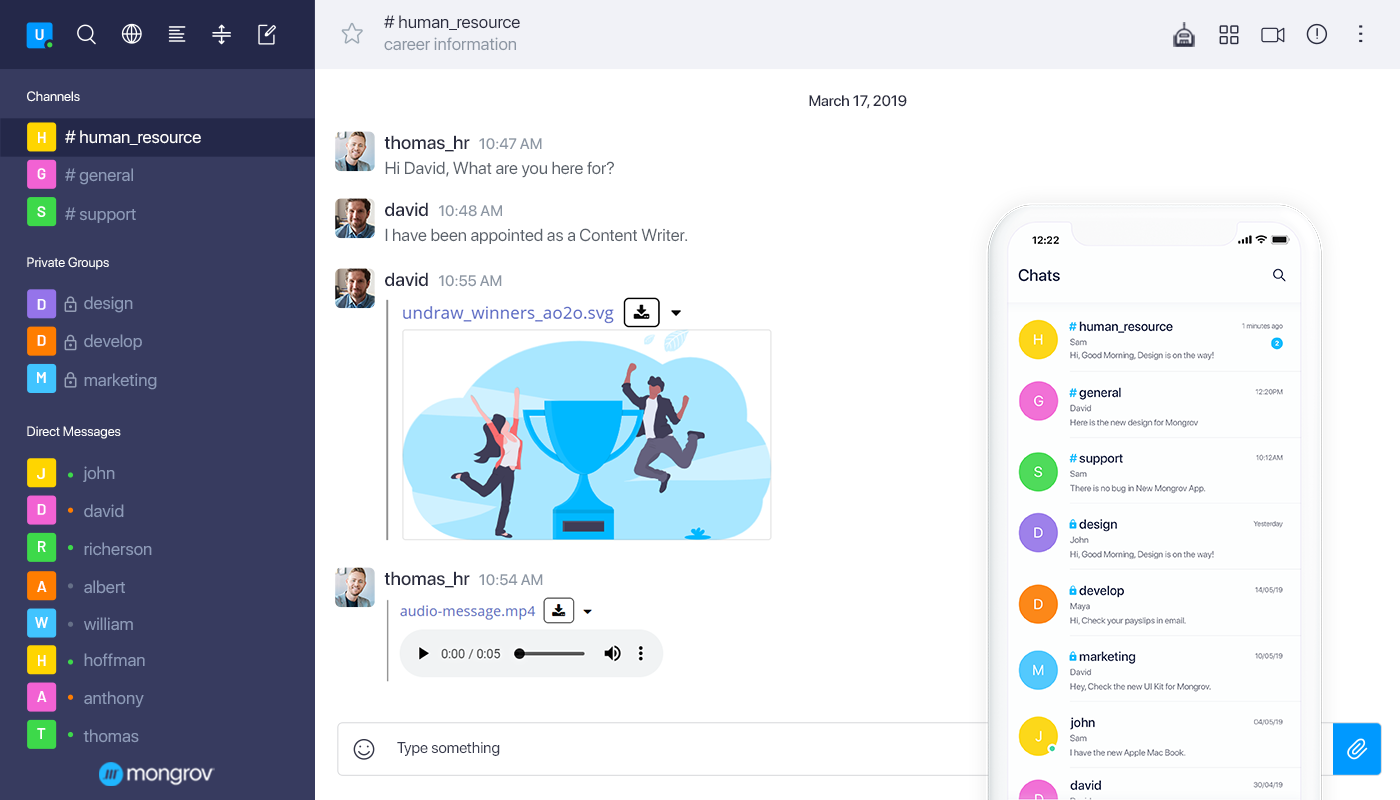 U
Channels
H # human_resource
G # general
S # support
Private Groups
D design
D develop
M marketing
Direct Messages
J john
D david
R richerson
A albert
W william
H hoffman
A anthony
T thomas
mongrov
# human_resource
career information
March 17, 2019
thomas_hr 10:47 AM
Hi David, What are you here for?
david 10:48 AM
I have been appointed as a Content Writer.
david 10:55 AM
undraw_winners_ao2o.svg
thomas_hr 10:54 AM
audio-message.mp4
0:00 / 0:05
Type something
12:22
Chats
H
#human_resource 1 minutes ago
Sam 2
Hi, Good Morning, Design is on the way!
G
#general 12:20PM
David
Here is the new design for Mongrov
S
#support 10:12AM
Sam
There is no bug in New Mongrov App.
D
design Yesterday
John
Hi, Good Morning, Design is on the way!
D
develop 14/05/19
Maya
Hi, Check your payslips in email.
M
marketing 10/05/19
David
Hey, Check the new UI Kit for Mongrov.
J
john 04/05/19
Sam
I have the new Apple Mac Book.
david 30/04/19
D